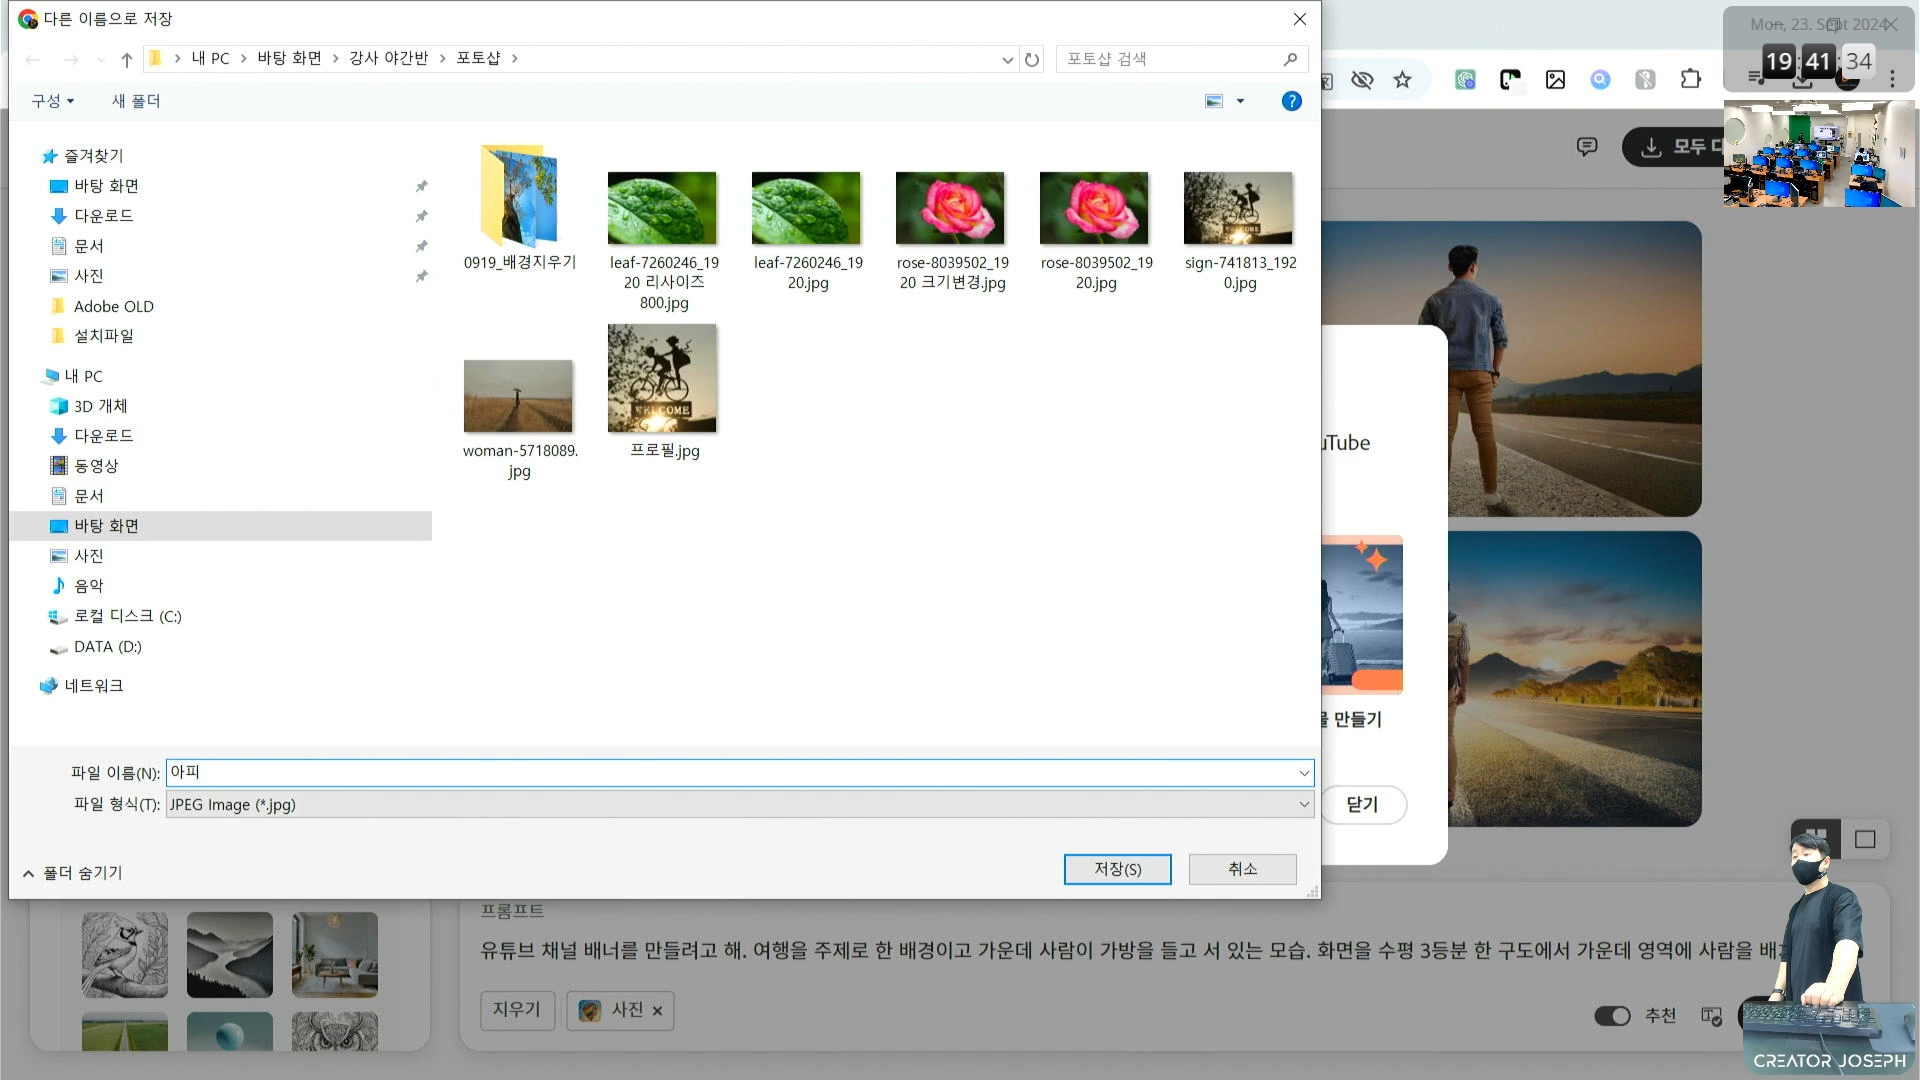 다른 이름으로 저장
내 PC
바탕 화면
강사 야간반
포토샵
포토샵 검색
구성
새 폴더
즐겨찾기
바탕 화면
다운로드
문서
사진
Adobe OLD
설치파일
내 PC
3D 개체
다운로드
동영상
문서
바탕 화면
사진
음악
로컬 디스크 (C:)
DATA (D:)
네트워크
0919_배경지우기
leaf-7260246_19
20 리사이즈
800.jpg
leaf-7260246_19
20.jpg
rose-8039502_19
20 크기변경.jpg
rose-8039502_19
20.jpg
WELCOME
sign-741813_192
0.jpg
woman-5718089.
jpg
WELCOME
프로필.jpg
파일 이름(N):
아피
파일 형식(T):
JPEG Image (*.jpg)
폴더 숨기기
저장(S)
취소
Mon, 23. Sept 2024
19 41 34
모두 다
uTube
만들기
닫기
프롬프트
유튜브 채널 배너를 만들려고 해. 여행을 주제로 한 배경이고 가운데 사람이 가방을 들고 서 있는 모습. 화면을 수평 3등분 한 구도에서 가운데 영역에 사람을
지우기
사진
추천
CREATOR JOSEPH